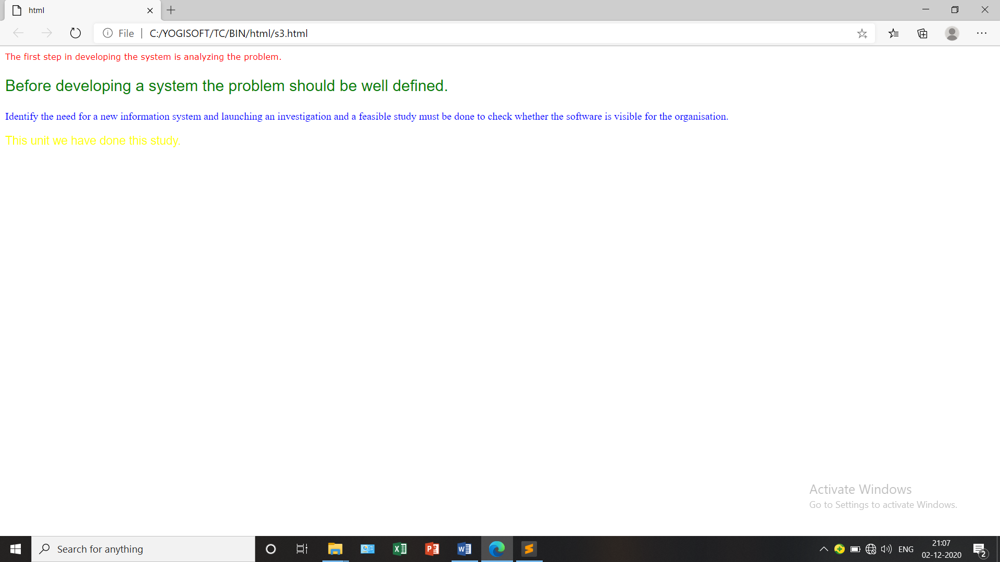 html
File | C:/YOGISOFT/TC/BIN/html/s3.html
The first step in developing the system is analyzing the problem.
Before developing a system the problem should be well defined.
Identify the need for a new information system and launching an investigation and a feasible study must be done to check whether the software is visible for the organisation.
This unit we have done this study.
Activate Windows
Go to Settings to activate Windows.
Search for anything
ENG
21:07
02-12-2020
2